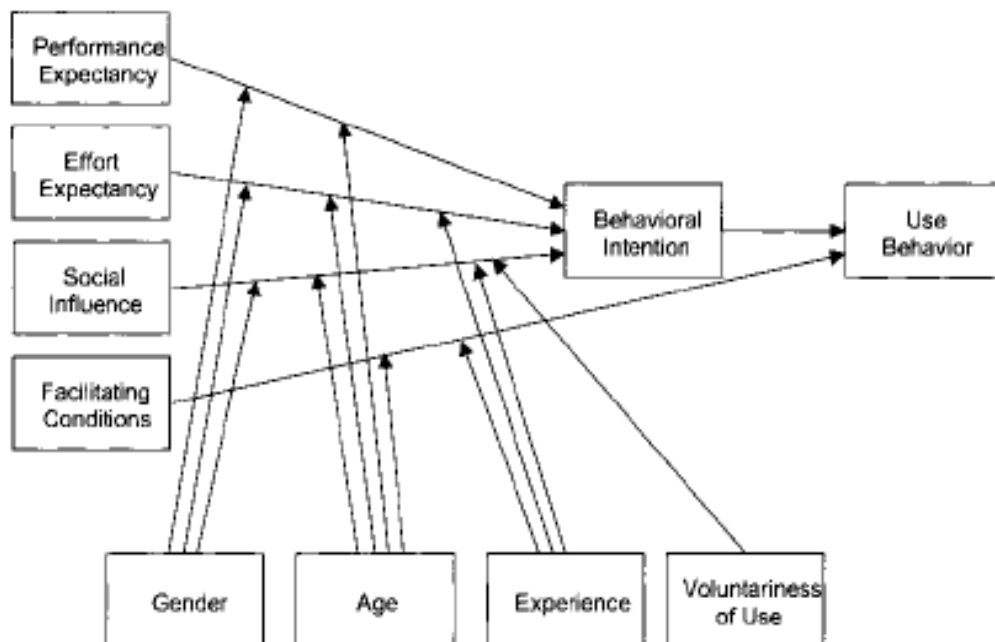 Performance
Expectancy
Effort
Expectancy
Social
Influence
Facilitating
Conditions
Behavioral
Intention
Use
Behavior
Gender
Age
Experience
Voluntariness
of Use